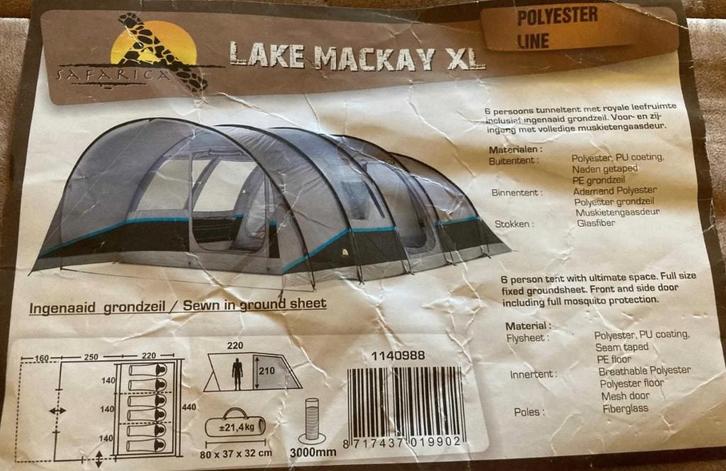 SAFARICA
LAKE MACKAY XL
POLYESTER
LINE
6 persoons tunneltent met royale leefruimte
inclusief ingenaaid grondzeil. Voor- en zij-
ingang met volledige muskietengaasdeur.
Materialen :
Buitentent : Polyester, PU coating,
Naden getaped
PE grondzeil
Binnentent : Ademend Polyester
Polyester grondzeil
Muskietengaasdeur
Stokken : Glasfiber
6 person tent with ultimate space. Full size
fixed groundsheet. Front and side door
including full mosquito protection.
Material :
Flysheet : Polyester, PU coating,
Seam taped
PE floor
Innertent : Breathable Polyester
Polyester floor
Mesh door
Poles : Fiberglass
Ingenaaid grondzeil / Sewn in ground sheet
160 250 220
140
140
140
440
220
210
±21,4kg
80 x 37 x 32 cm
3000mm
1140988
8 717437 019902